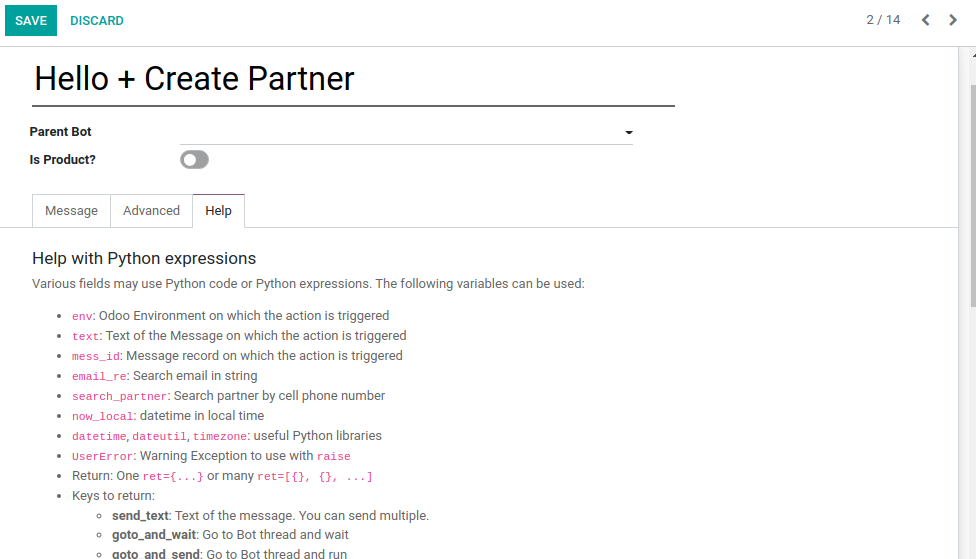 SAVE DISCARD 2 / 14
Hello + Create Partner
Parent Bot
Is Product?
Message Advanced Help
Help with Python expressions
Various fields may use Python code or Python expressions. The following variables can be used:
• env: Odoo Environment on which the action is triggered
• text: Text of the Message on which the action is triggered
• mess_id: Message record on which the action is triggered
• email_re: Search email in string
• search_partner: Search partner by cell phone number
• now_local: datetime in local time
• datetime, dateutil, timezone: useful Python libraries
• UserError: Warning Exception to use with raise
• Return: One ret={...} or many ret=[{}, {}, ...]
• Keys to return:
◦ send_text: Text of the message. You can send multiple.
◦ goto_and_wait: Go to Bot thread and wait
◦ goto_and_send: Go to Bot thread and run